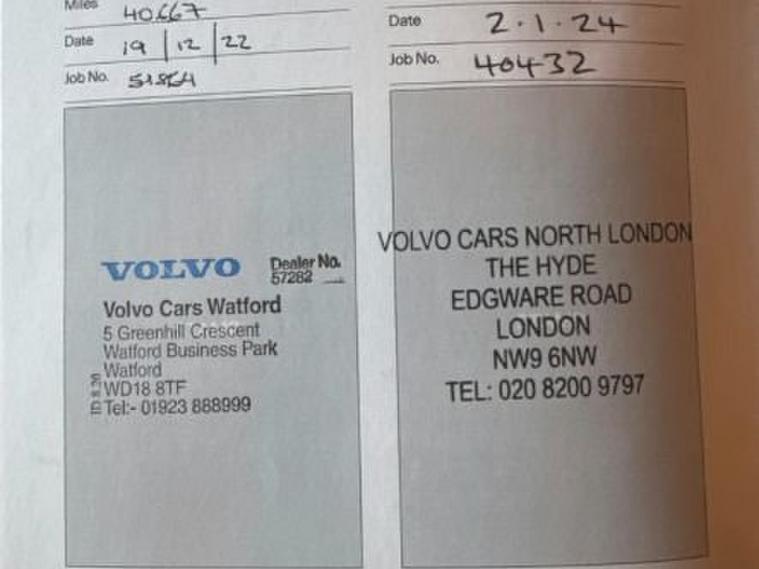 Miles 40667
Date 19 | 12 | 22
Job No. 51864
VOLVO Dealer No.
57282
Volvo Cars Watford
5 Greenhill Crescent
Watford Business Park
Watford
WD18 8TF
Tel:- 01923 888999
Date 2.1.24
Job No. 40432
VOLVO CARS NORTH LONDON
THE HYDE
EDGWARE ROAD
LONDON
NW9 6NW
TEL: 020 8200 9797